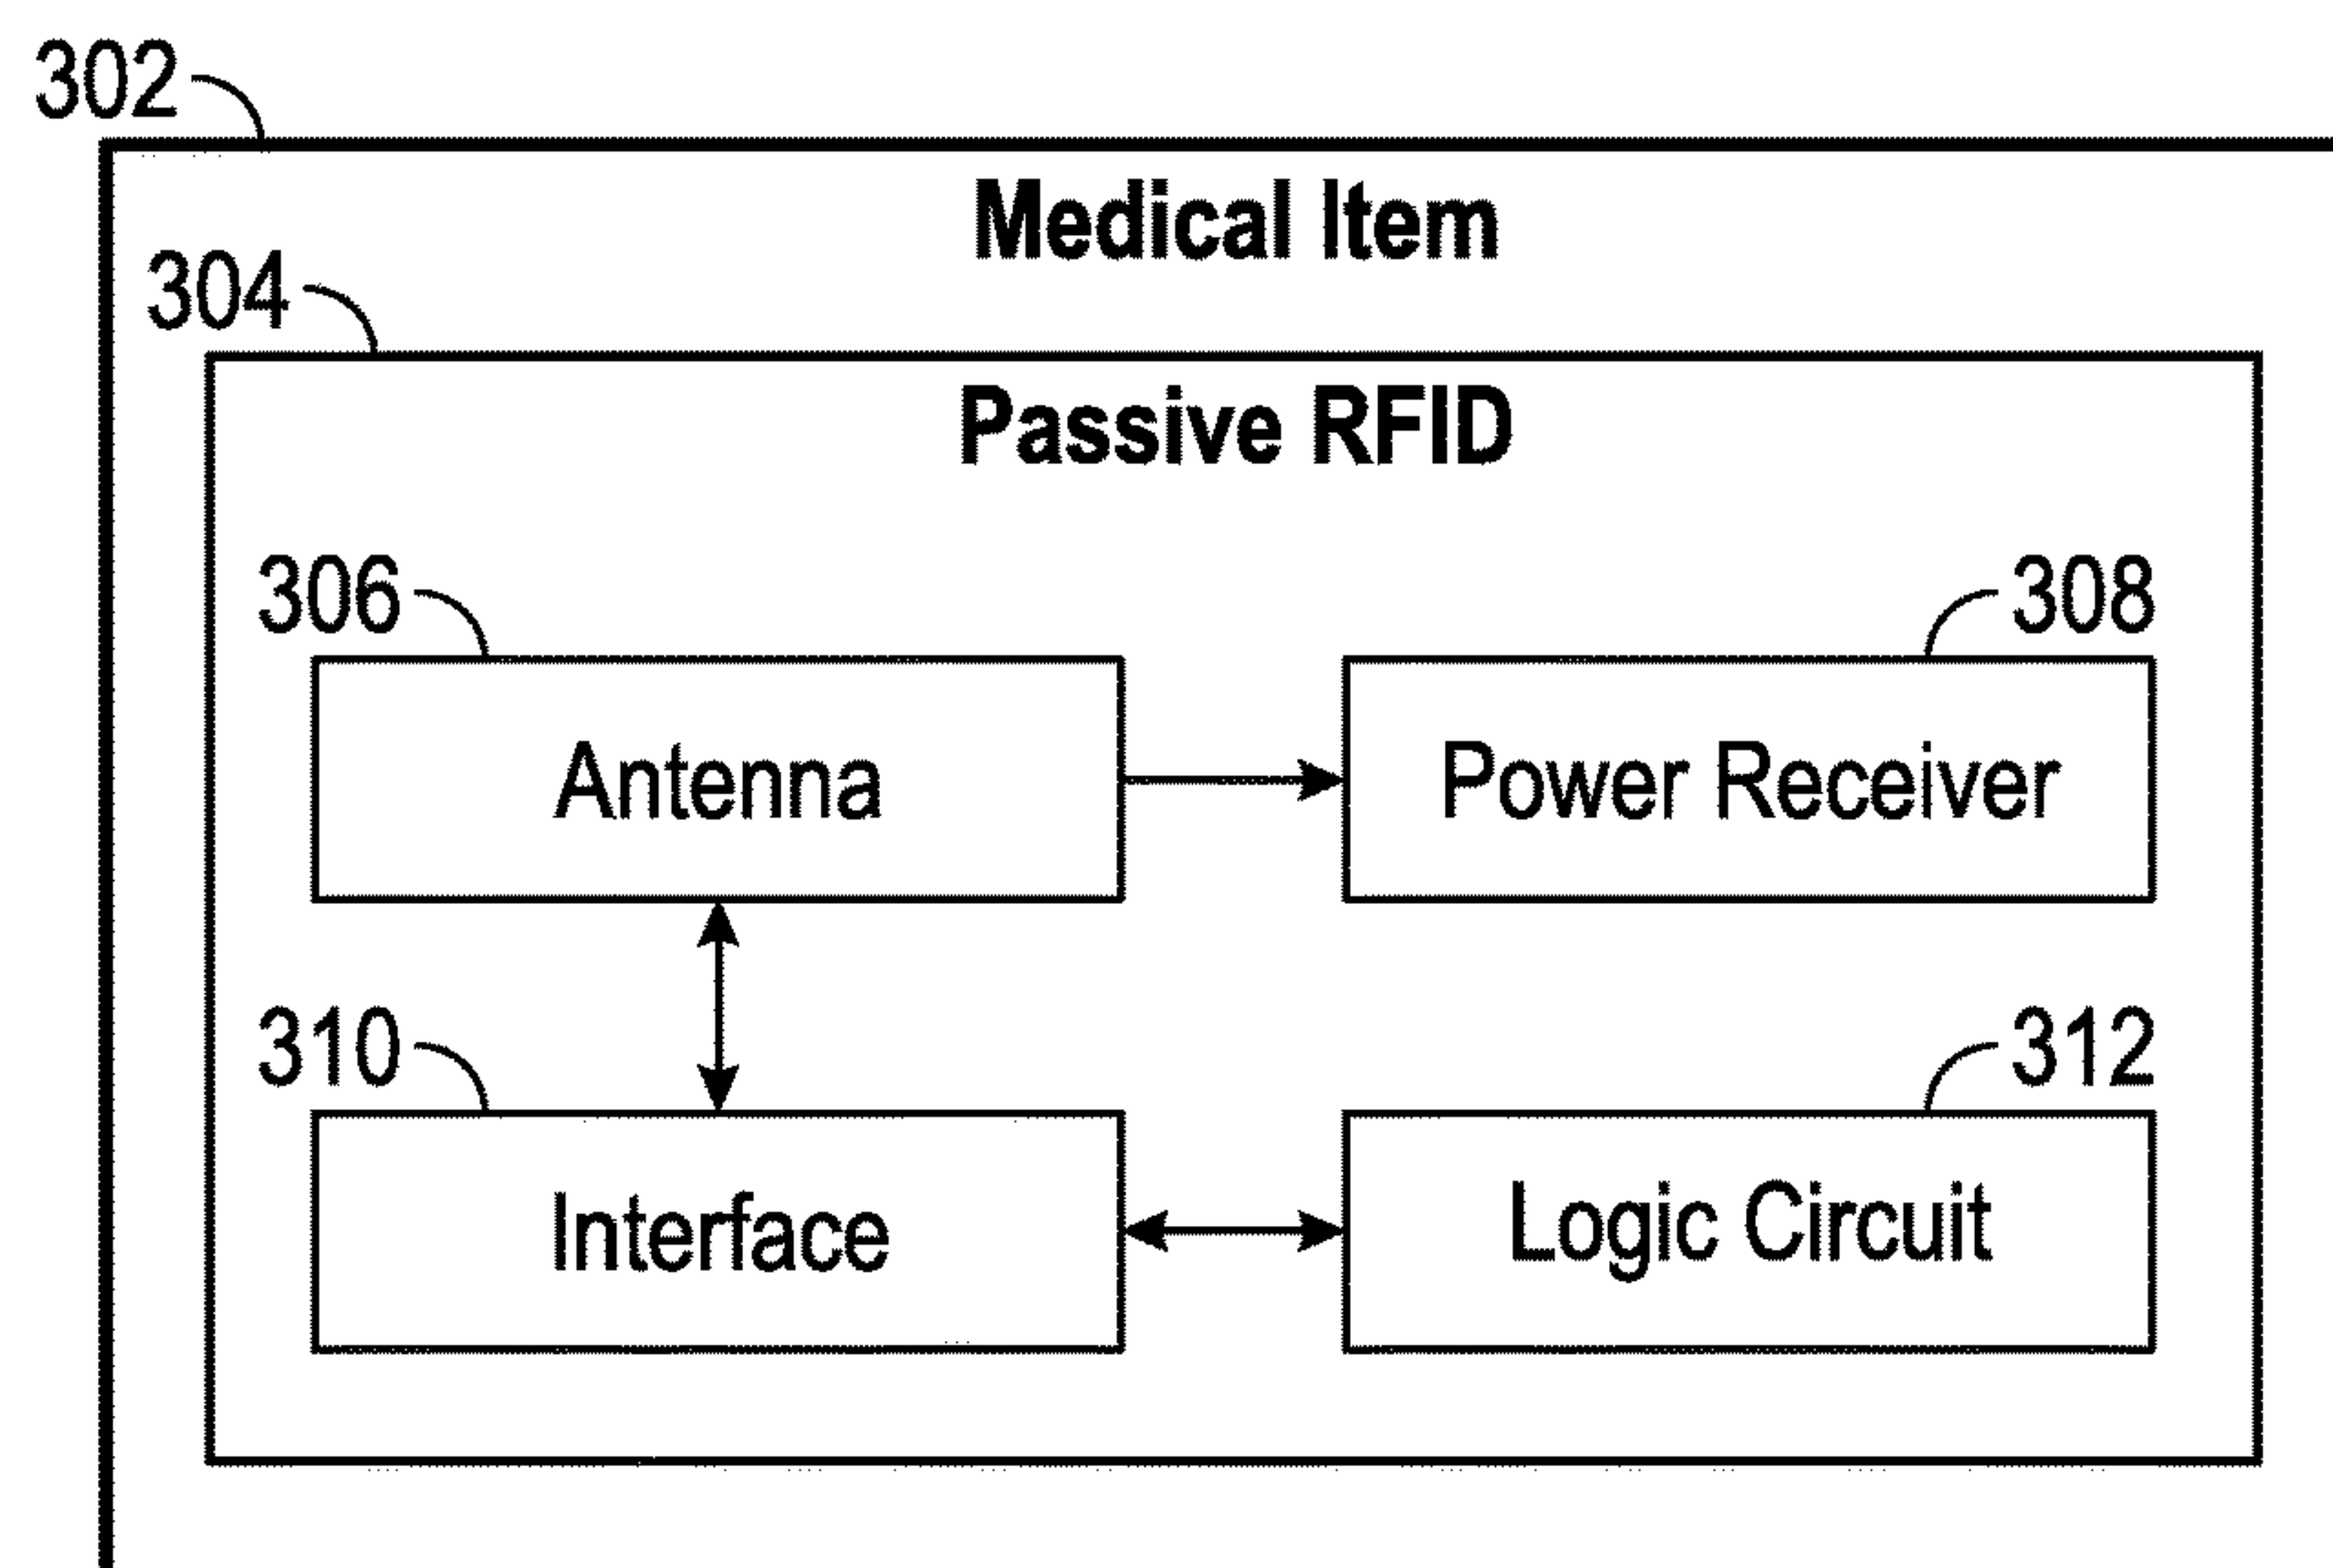 302
Medical Item
304
Passive RFID
306
308
Antenna
Power Receiver
310
312
Interface
Logic Circuit